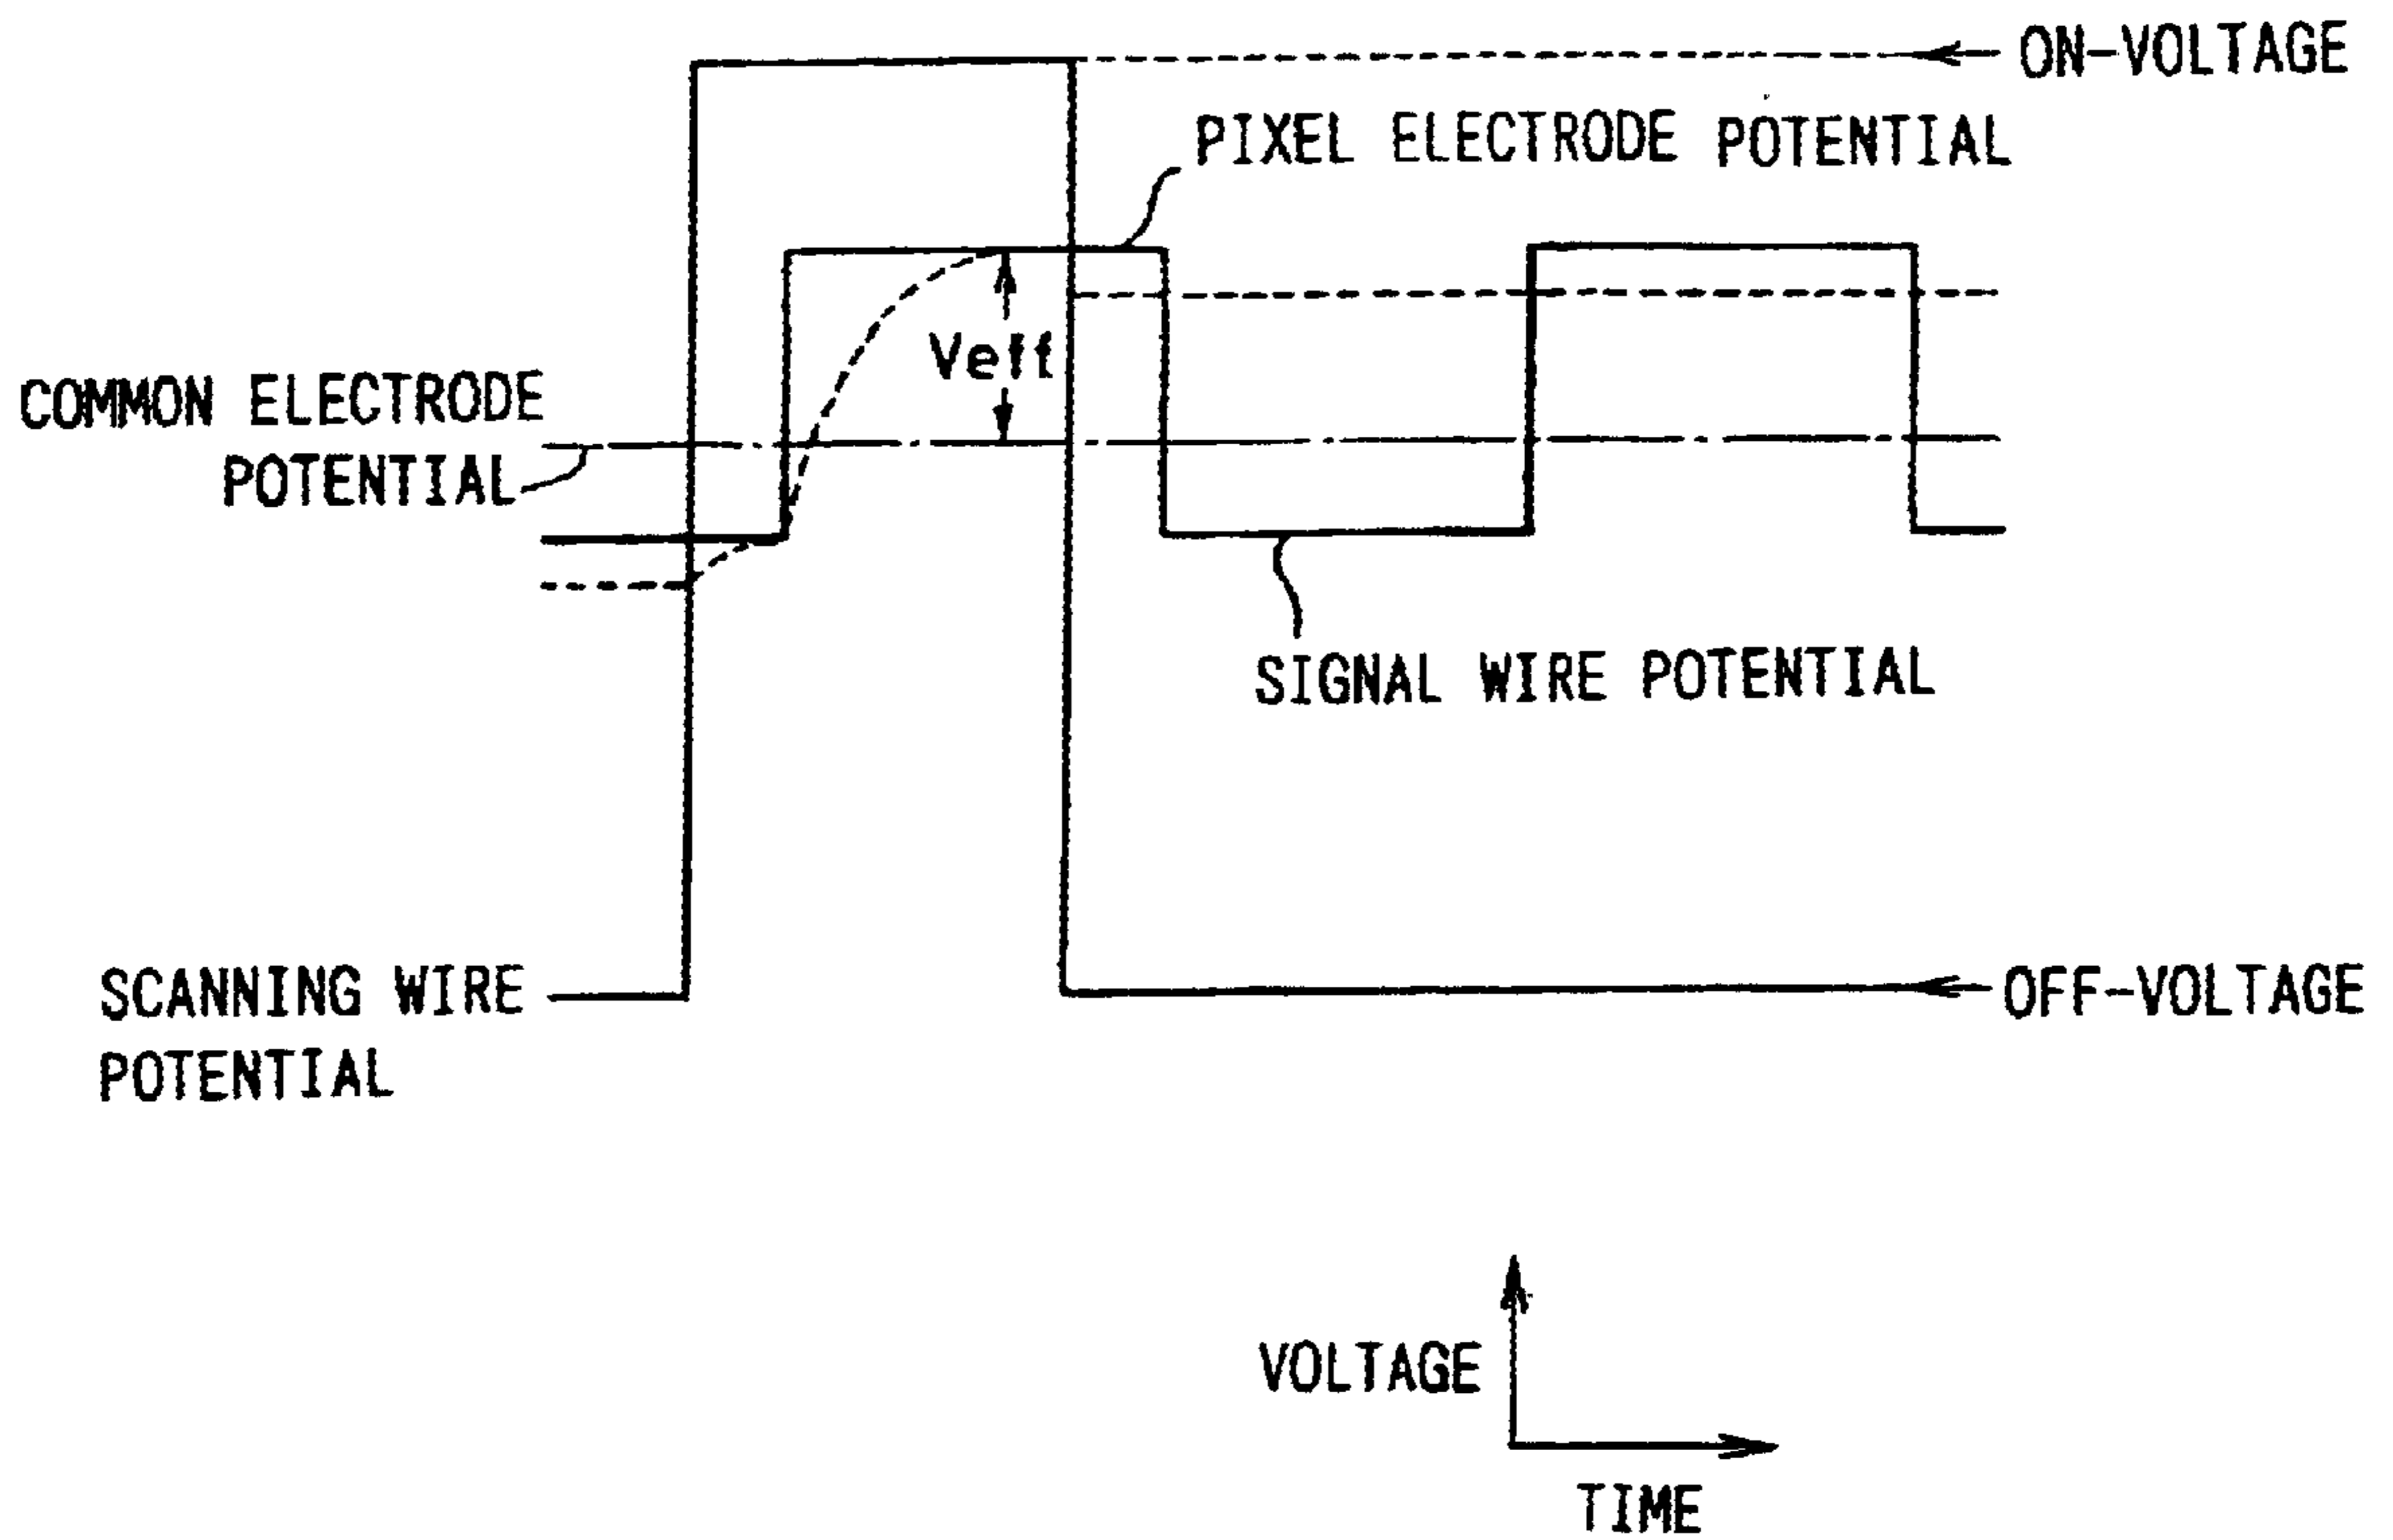 ON-VOLTAGE
PIXEL ELECTRODE POTENTIAL
Veff
COMMON ELECTRODE
POTENTIAL
SIGNAL WIRE POTENTIAL
SCANNING WIRE
POTENTIAL
OFF-VOLTAGE
VOLTAGE
TIME